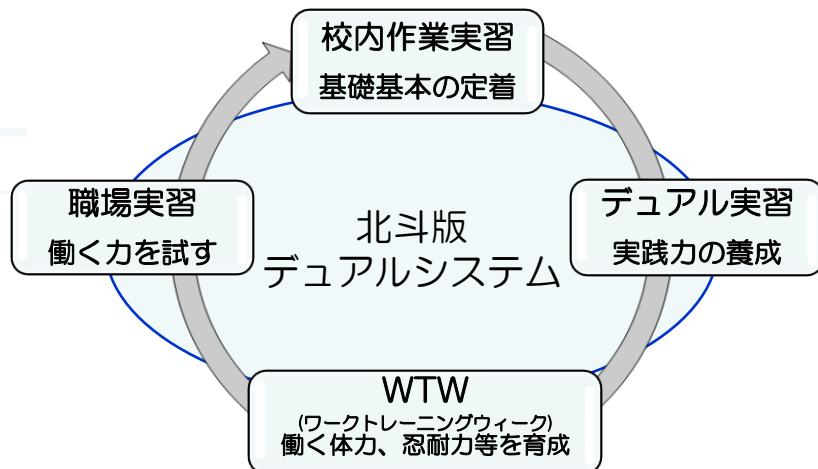 校内作業実習
基礎基本の定着
職場実習
働く力を試す
デュアル実習
実践力の養成
北斗版
デュアルシステム
WTW
(ワークトレーニングウィーク)
働く体力、忍耐力等を育成